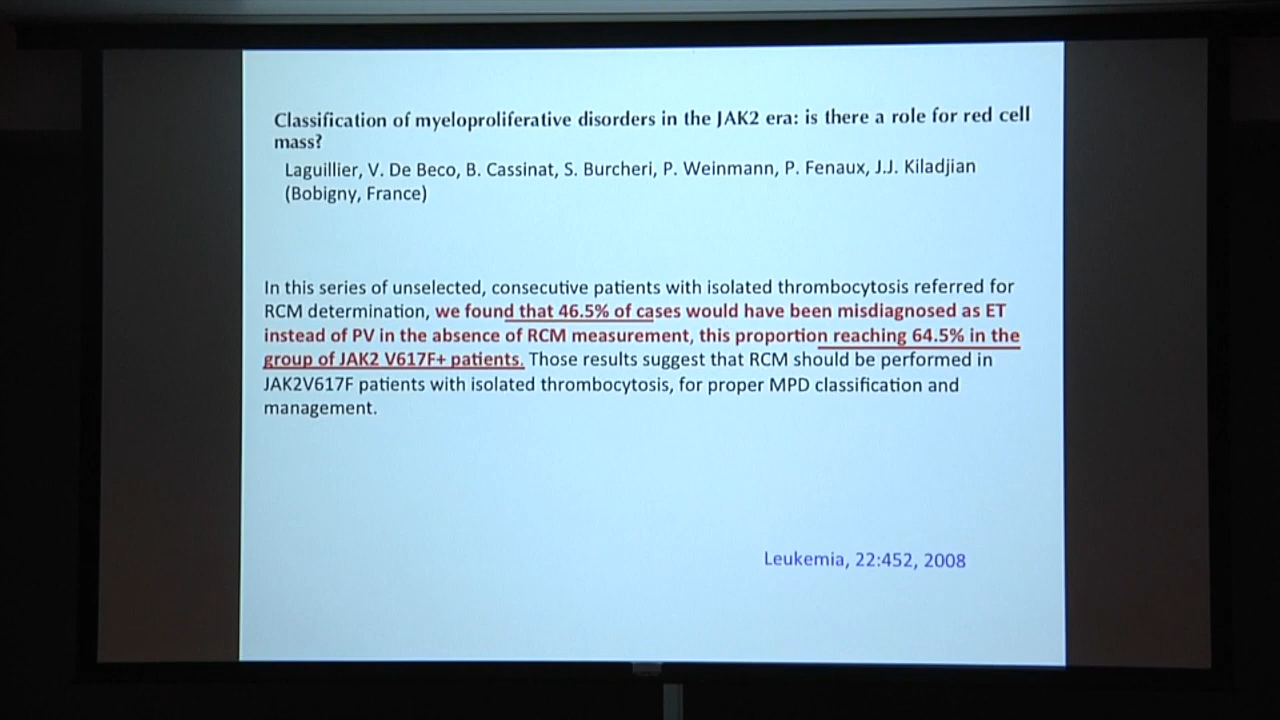 Classification of myeloproliferative disorders in the JAK2 era: is there a role for red cell
mass?
Laguillier, V. De Beco, B. Cassinat, S. Burcheri, P. Weinmann, P. Fenaux, J.J. Kiladjian
(Bobigny, France)
In this series of unselected, consecutive patients with isolated thrombocytosis referred for
RCM determination, we found that 46.5% of cases would have been misdiagnosed as ET
instead of PV in the absence of RCM measurement, this proportion reaching 64.5% in the
group of JAK2 V617F+ patients. Those results suggest that RCM should be performed in
JAK2V617F patients with isolated thrombocytosis, for proper MPD classification and
management.
Leukemia, 22:452, 2008